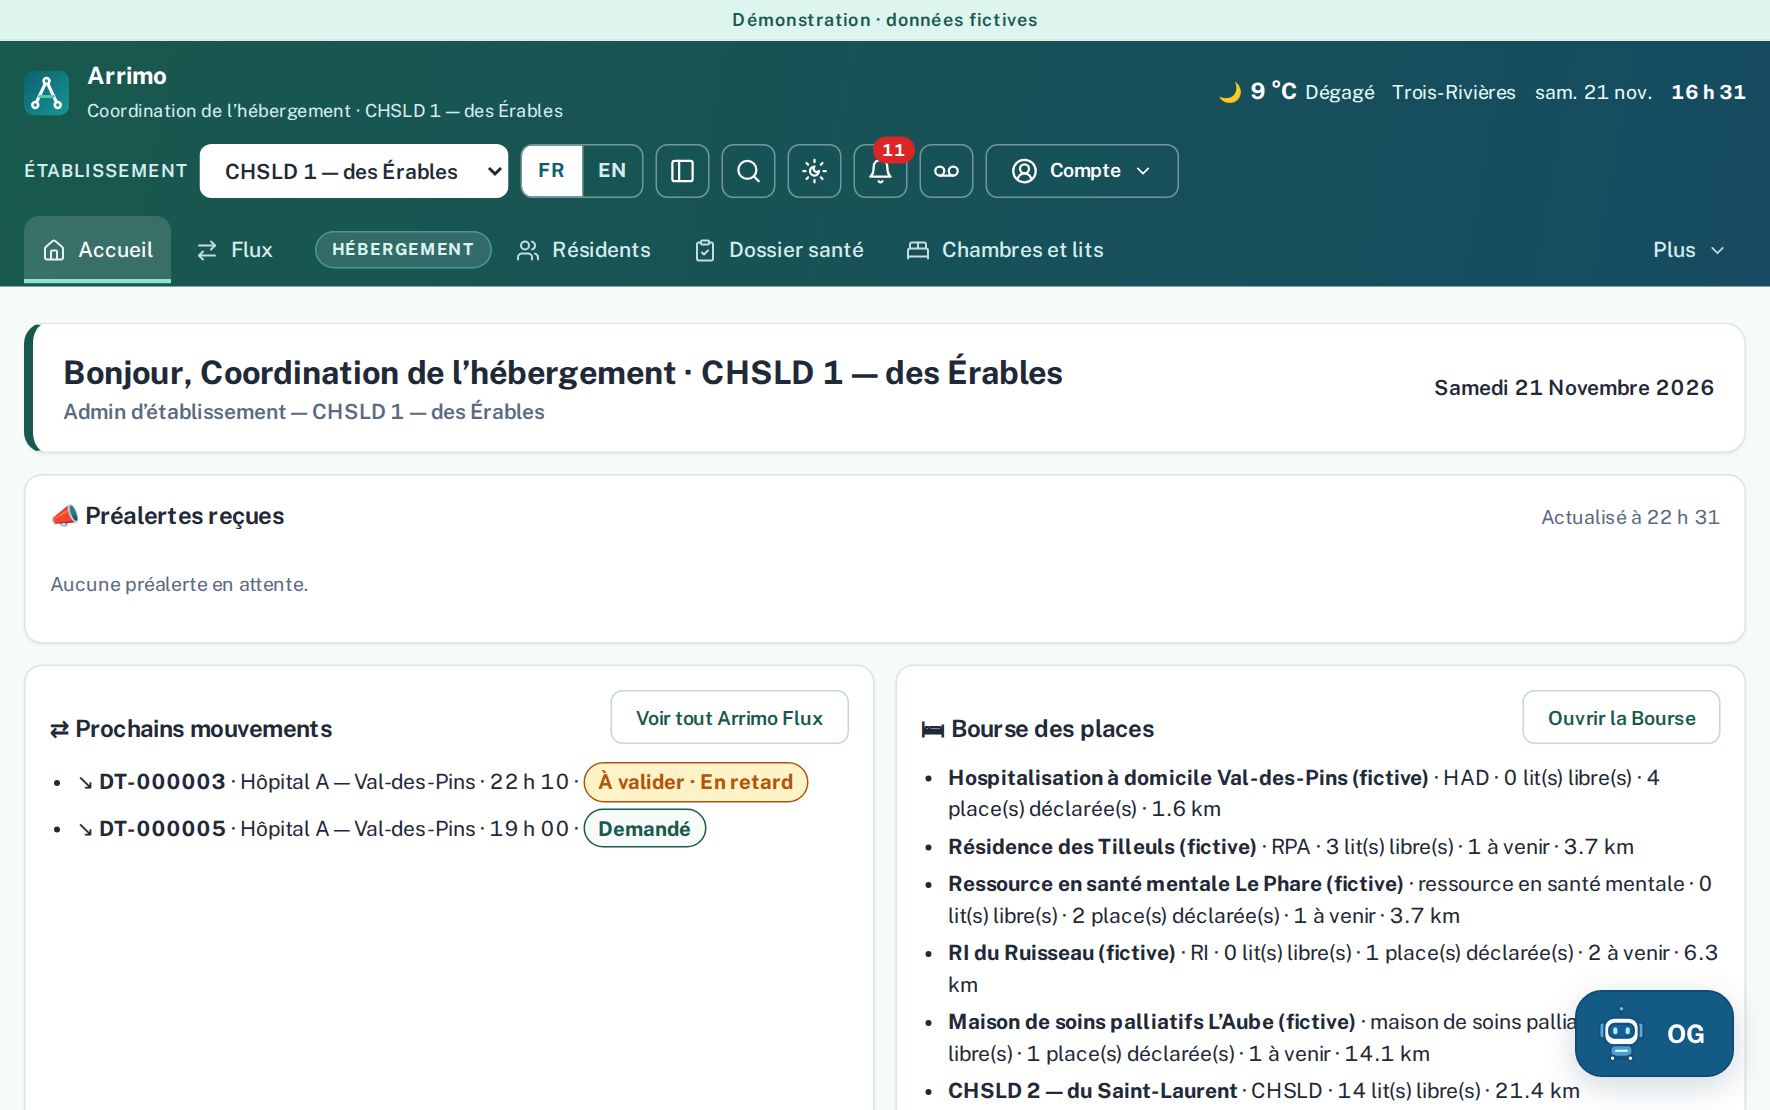 Démonstration · données fictives
Arrimo
Coordination de l’hébergement · CHSLD 1 — des Érables
9 °C Dégagé Trois-Rivières sam. 21 nov. 16 h 31
ÉTABLISSEMENT CHSLD 1 — des Érables FR EN 11 Compte
Accueil Flux HÉBERGEMENT Résidents Dossier santé Chambres et lits Plus
Bonjour, Coordination de l’hébergement · CHSLD 1 — des Érables
Admin d’établissement — CHSLD 1 — des Érables
Samedi 21 Novembre 2026
Préalertes reçues
Actualisé à 22 h 31
Aucune préalerte en attente.
⇄ Prochains mouvements
Voir tout Arrimo Flux
• ↘ DT-000003 · Hôpital A — Val-des-Pins · 22 h 10 · À valider · En retard
• ↘ DT-000005 · Hôpital A — Val-des-Pins · 19 h 00 · Demandé
Bourse des places
Ouvrir la Bourse
• Hospitalisation à domicile Val-des-Pins (fictive) · HAD · 0 lit(s) libre(s) · 4
place(s) déclarée(s) · 1.6 km
• Résidence des Tilleuls (fictive) · RPA · 3 lit(s) libre(s) · 1 à venir · 3.7 km
• Ressource en santé mentale Le Phare (fictive) · ressource en santé mentale · 0
lit(s) libre(s) · 2 place(s) déclarée(s) · 1 à venir · 3.7 km
• RI du Ruisseau (fictive) · RI · 0 lit(s) libre(s) · 1 place(s) déclarée(s) · 2 à venir · 6.3
km
• Maison de soins palliatifs L’Aube (fictive) · maison de soins
libre(s) · 1 place(s) déclarée(s) · 1 à venir · 14.1 km
• CHSLD 2 — du Saint-Laurent · CHSLD · 14 lit(s) libre(s) · 21.4 km
OG